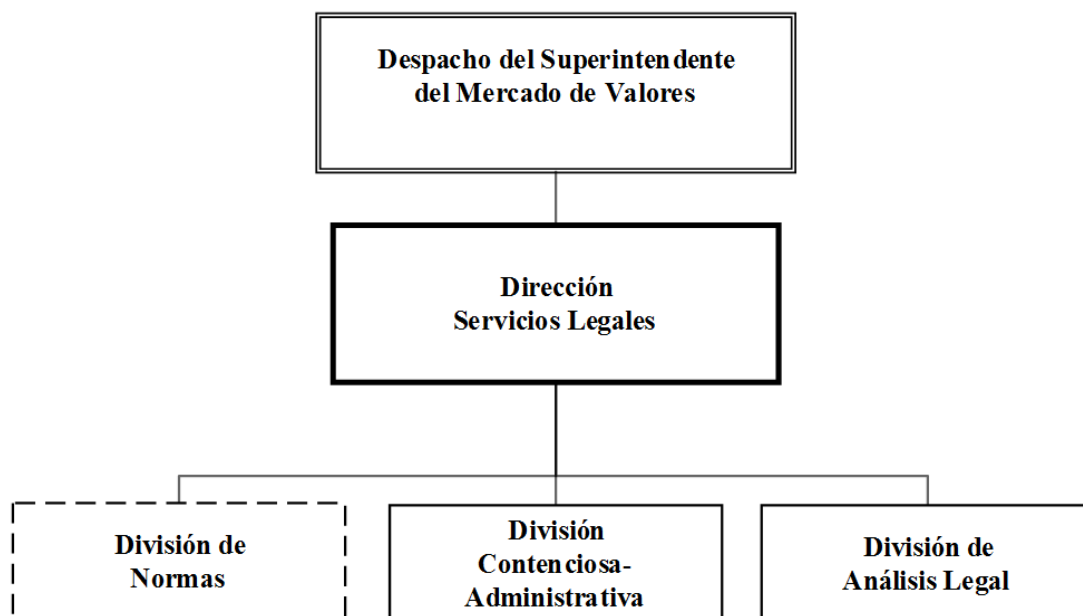 Despacho del Superintendente
del Mercado de Valores
Dirección
Servicios Legales
División de
Normas
División
Contenciosa-
Administrativa
División de
Análisis Legal